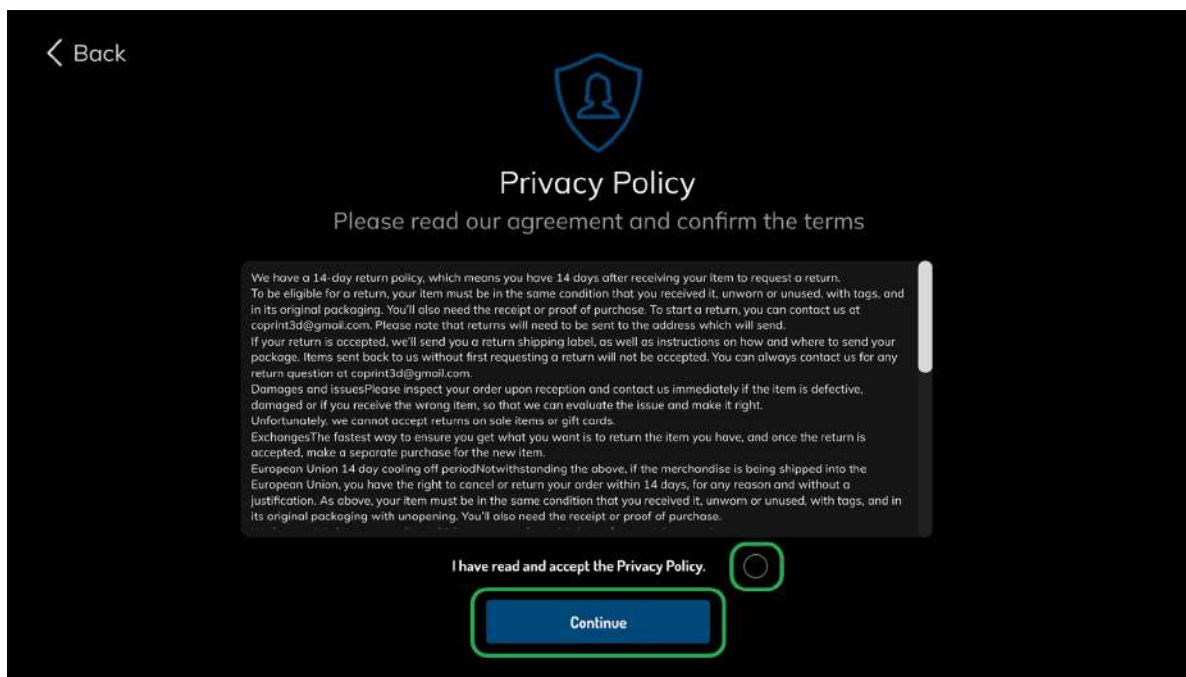 Back
Privacy Policy
Please read our agreement and confirm the terms
We have a 14-day return policy, which means you have 14 days after receiving your item to request a return.
To be eligible for a return, your item must be in the same condition that you received it, unworn or unused, with tags, and
in its original packaging. You'll also need the receipt or proof of purchase. To start a return, you can contact us at
coprint3d@gmail.com. Please note that returns will need to be sent to the address which will send.
If your return is accepted, we'll send you a return shipping label, as well as instructions on how and where to send your
package. Items sent back to us without first requesting a return will not be accepted. You can always contact us for any
return question at coprint3d@gmail.com.
Damages and issuesPlease inspect your order upon reception and contact us immediately if the item is defective,
damaged or if you receive the wrong item, so that we can evaluate the issue and make it right.
Unfortunately, we cannot accept returns on sale items or gift cards.
ExchangesThe fastest way to ensure you get what you want is to return the item you have, and once the return is
accepted, make a separate purchase for the new item.
European Union 14 day cooling off periodNotwithstanding the above, if the merchandise is being shipped into the
European Union, you have the right to cancel or return your order within 14 days, for any reason and without a
justification. As above, your item must be in the same condition that you received it, unworn or unused, with tags, and in
its original packaging with unopening. You'll also need the receipt or proof of purchase.
I have read and accept the Privacy Policy.
Continue